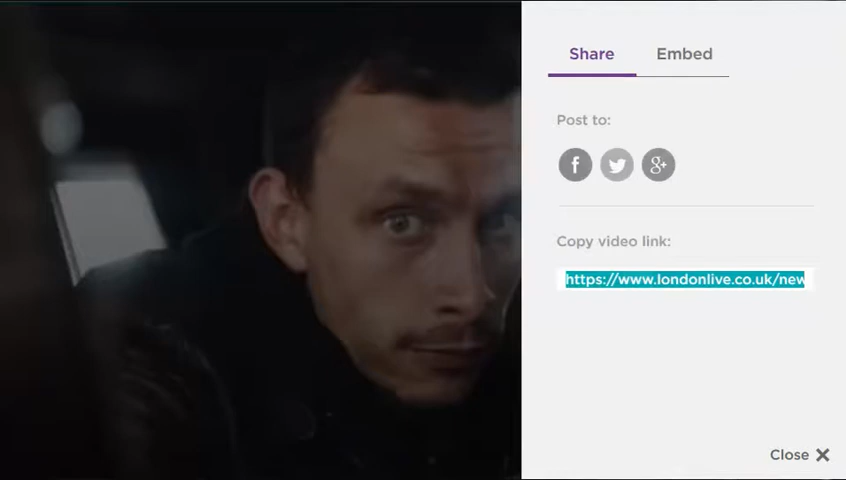 Share Embed
Post to:
f g+
Copy video link:
https://www.londonlive.co.uk/new
Close X